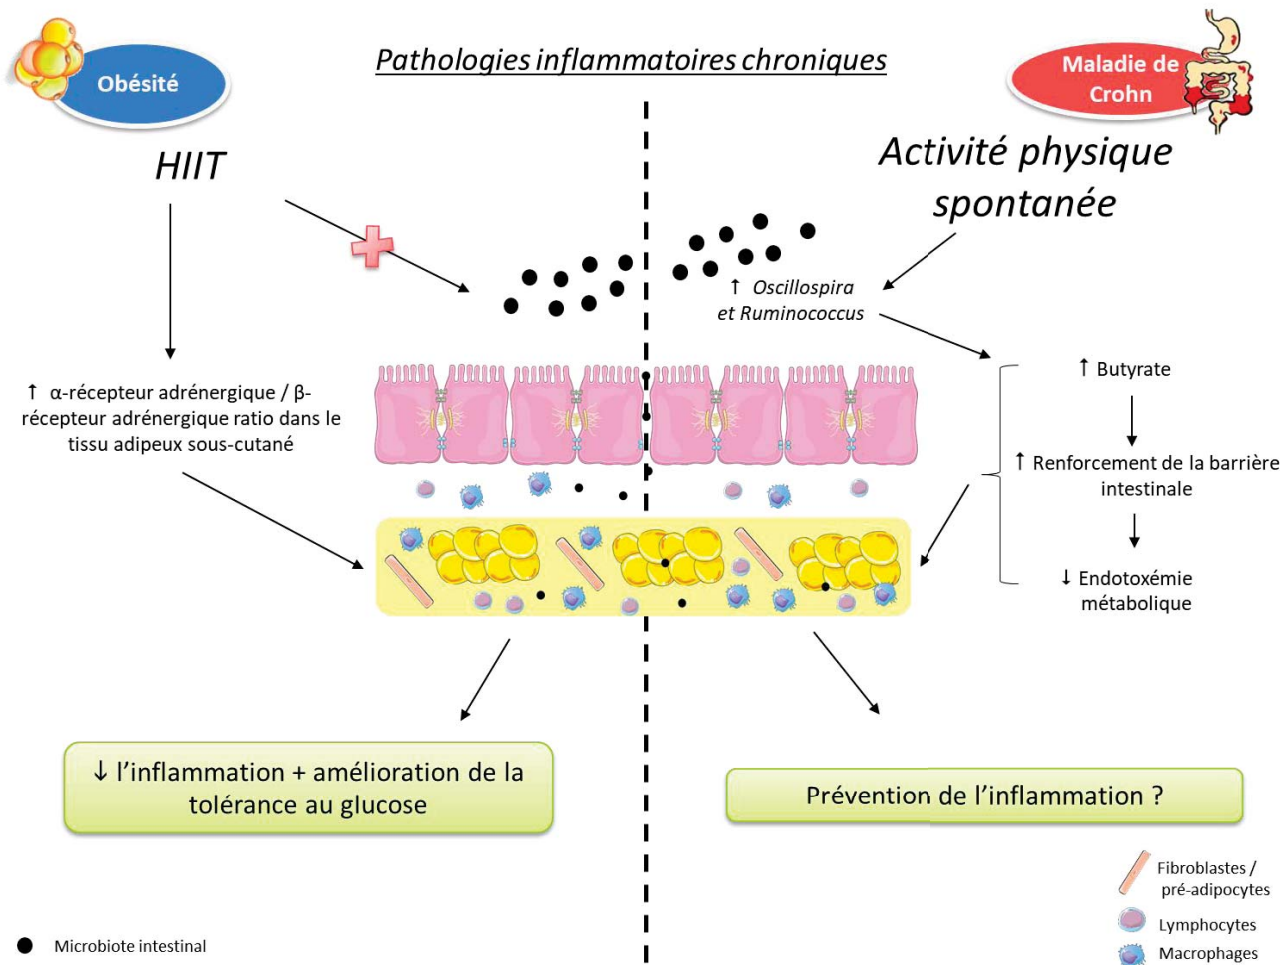 Pathologies inflammatoires chroniques
Obésité
Maladie de
Crohn
HIIT
Activité physique
spontanée
↑ Oscillospira
et Ruminococcus
↑ α-récepteur adrénergique / β-
récepteur adrénergique ratio dans le
tissu adipeux sous-cutané
↑ Butyrate
↑ Renforcement de la barrière
intestinale
↓ Endotoxémie
métabolique
↓ l’inflammation + amélioration de la
tolérance au glucose
Prévention de l’inflammation ?
Fibroblastes /
pré-adipocytes
Lymphocytes
Macrophages
Microbiote intestinal